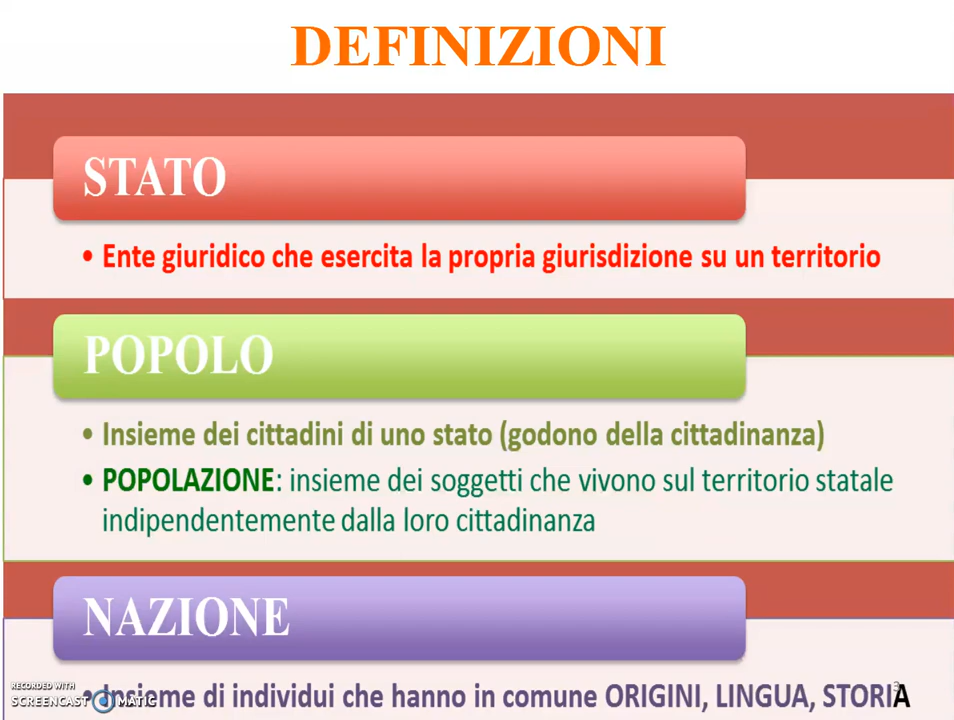 DEFINIZIONI
STATO
• Ente giuridico che esercita la propria giurisdizione su un territorio
POPOLO
• Insieme dei cittadini di uno stato (godono della cittadinanza)
• POPOLAZIONE: insieme dei soggetti che vivono sul territorio statale
indipendentemente dalla loro cittadinanza
NAZIONE
• Insieme di individui che hanno in comune ORIGINI, LINGUA, STORIA
3
RECORDED WITH
SCREENCAST MATIC